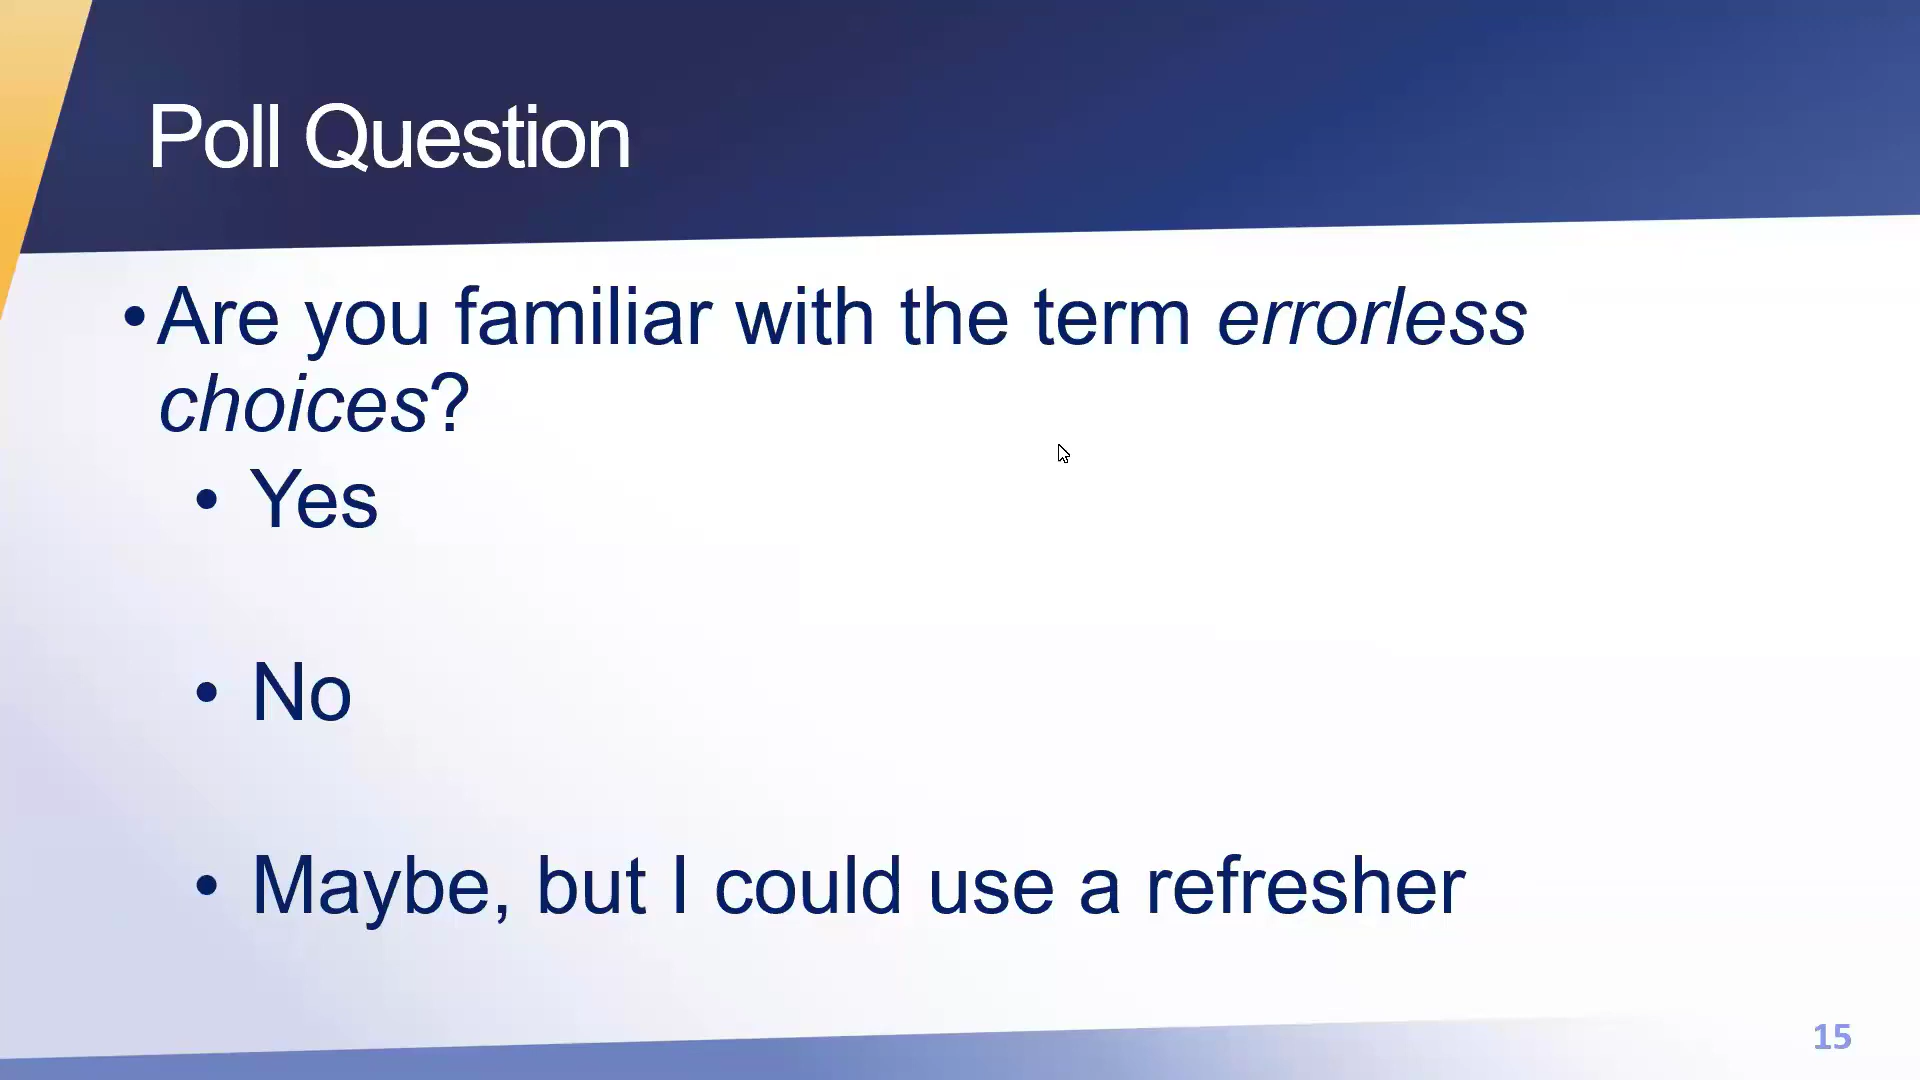 Poll Question
• Are you familiar with the term errorless
choices?
• Yes
• No
• Maybe, but I could use a refresher
15